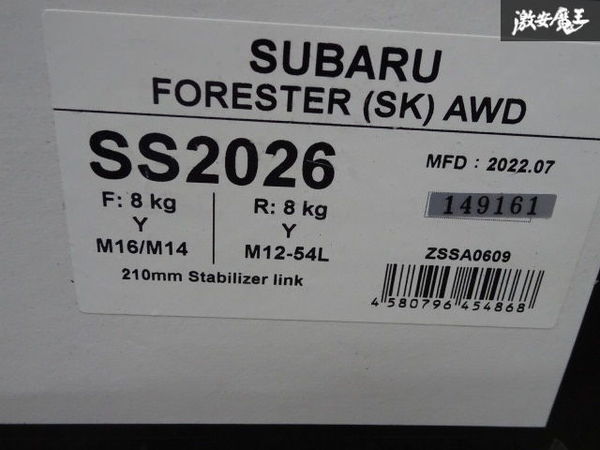 激安魔王
SUBARU
FORESTER (SK) AWD
SS2026
MFD : 2022.07
149161
F: 8 kg
Y
M16/M14
R: 8 kg
Y
M12-54L
ZSSA0609
210mm Stabilizer link
4 580796 454868